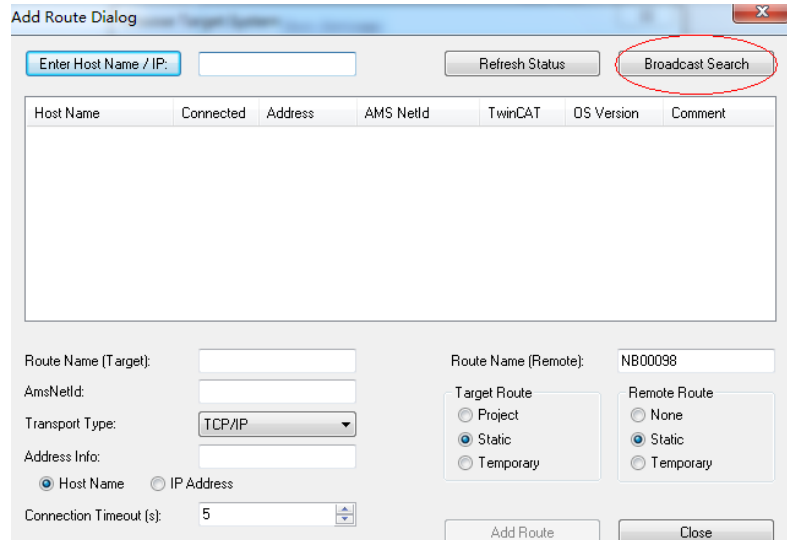 Add Route Dialog
Enter Host Name / IP: Refresh Status Broadcast Search
Host Name Connected Address AMS NetId TwinCAT OS Version Comment
Route Name (Target): Route Name (Remote): NB00098
AmsNetId: Target Route Remote Route
Project None
Transport Type: TCP/IP
Static Static
Address Info: Temporary Temporary
Host Name IP Address
Connection Timeout (s): 5
Add Route Close